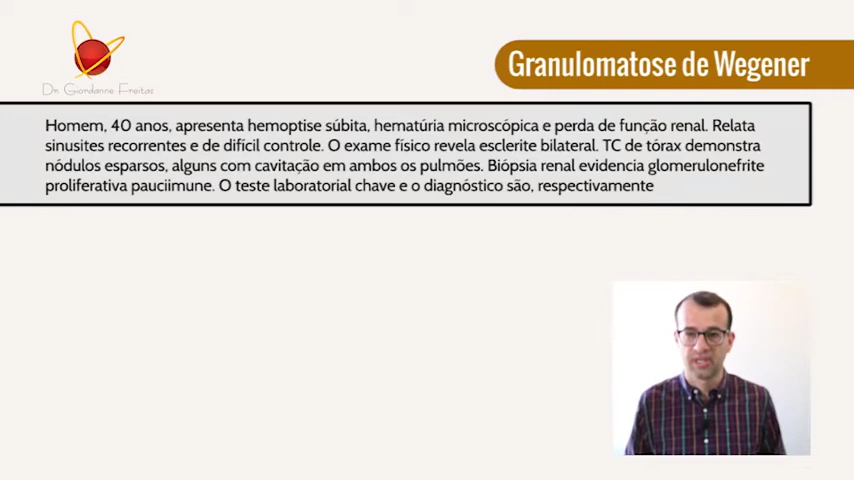 Dr. Giordanne Freitas
Granulomatose de Wegener
Homem, 40 anos, apresenta hemoptise súbita, hematúria microscópica e perda de função renal. Relata
sinusites recorrentes e de difícil controle. O exame físico revela esclerite bilateral. TC de tórax demonstra
nódulos esparsos, alguns com cavitação em ambos os pulmões. Biópsia renal evidencia glomerulonefrite
proliferativa pauciimune. O teste laboratorial chave e o diagnóstico são, respectivamente